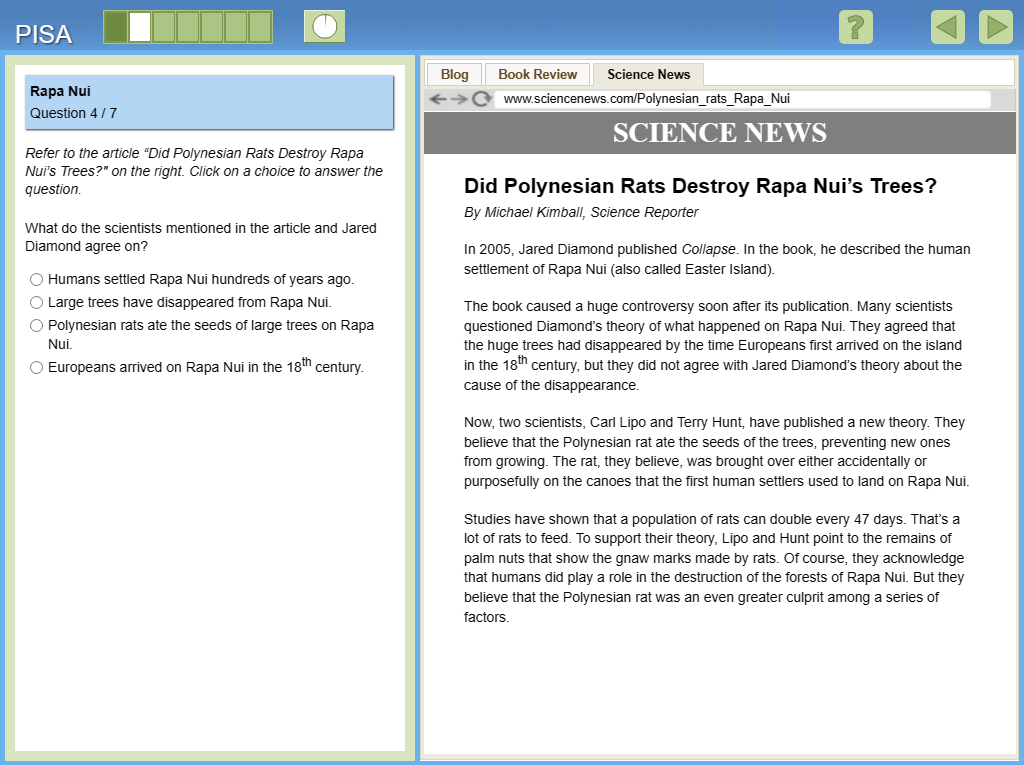 PISA
?
Rapa Nui
Question 4 / 7
Refer to the article “Did Polynesian Rats Destroy Rapa
Nui’s Trees?" on the right. Click on a choice to answer the
question.
What do the scientists mentioned in the article and Jared
Diamond agree on?
Humans settled Rapa Nui hundreds of years ago.
Large trees have disappeared from Rapa Nui.
Polynesian rats ate the seeds of large trees on Rapa
Nui.
Europeans arrived on Rapa Nui in the 18th century.
Blog
Book Review
Science News
www.sciencenews.com/Polynesian_rats_Rapa_Nui
SCIENCE NEWS
Did Polynesian Rats Destroy Rapa Nui’s Trees?
By Michael Kimball, Science Reporter
In 2005, Jared Diamond published Collapse. In the book, he described the human
settlement of Rapa Nui (also called Easter Island).
The book caused a huge controversy soon after its publication. Many scientists
questioned Diamond’s theory of what happened on Rapa Nui. They agreed that
the huge trees had disappeared by the time Europeans first arrived on the island
in the 18th century, but they did not agree with Jared Diamond’s theory about the
cause of the disappearance.
Now, two scientists, Carl Lipo and Terry Hunt, have published a new theory. They
believe that the Polynesian rat ate the seeds of the trees, preventing new ones
from growing. The rat, they believe, was brought over either accidentally or
purposefully on the canoes that the first human settlers used to land on Rapa Nui.
Studies have shown that a population of rats can double every 47 days. That’s a
lot of rats to feed. To support their theory, Lipo and Hunt point to the remains of
palm nuts that show the gnaw marks made by rats. Of course, they acknowledge
that humans did play a role in the destruction of the forests of Rapa Nui. But they
believe that the Polynesian rat was an even greater culprit among a series of
factors.